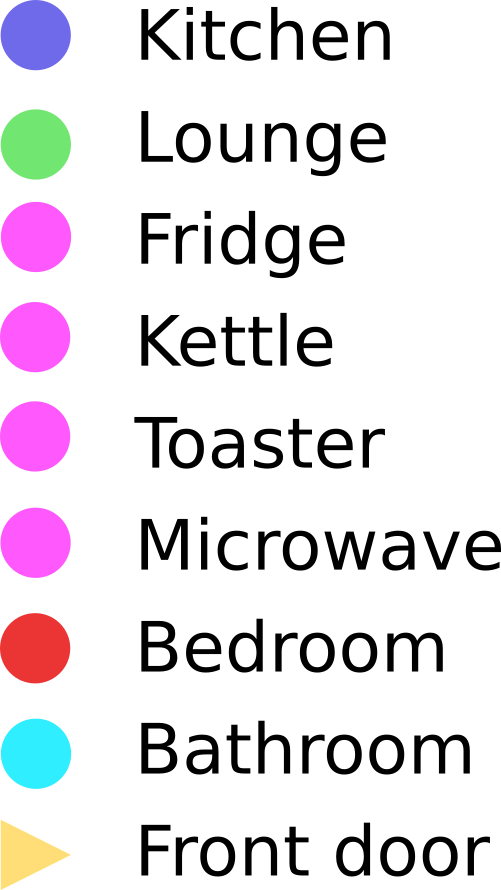 Kitchen
Lounge
Fridge
Kettle
Toaster
Microwave
Bedroom
Bathroom
Front door